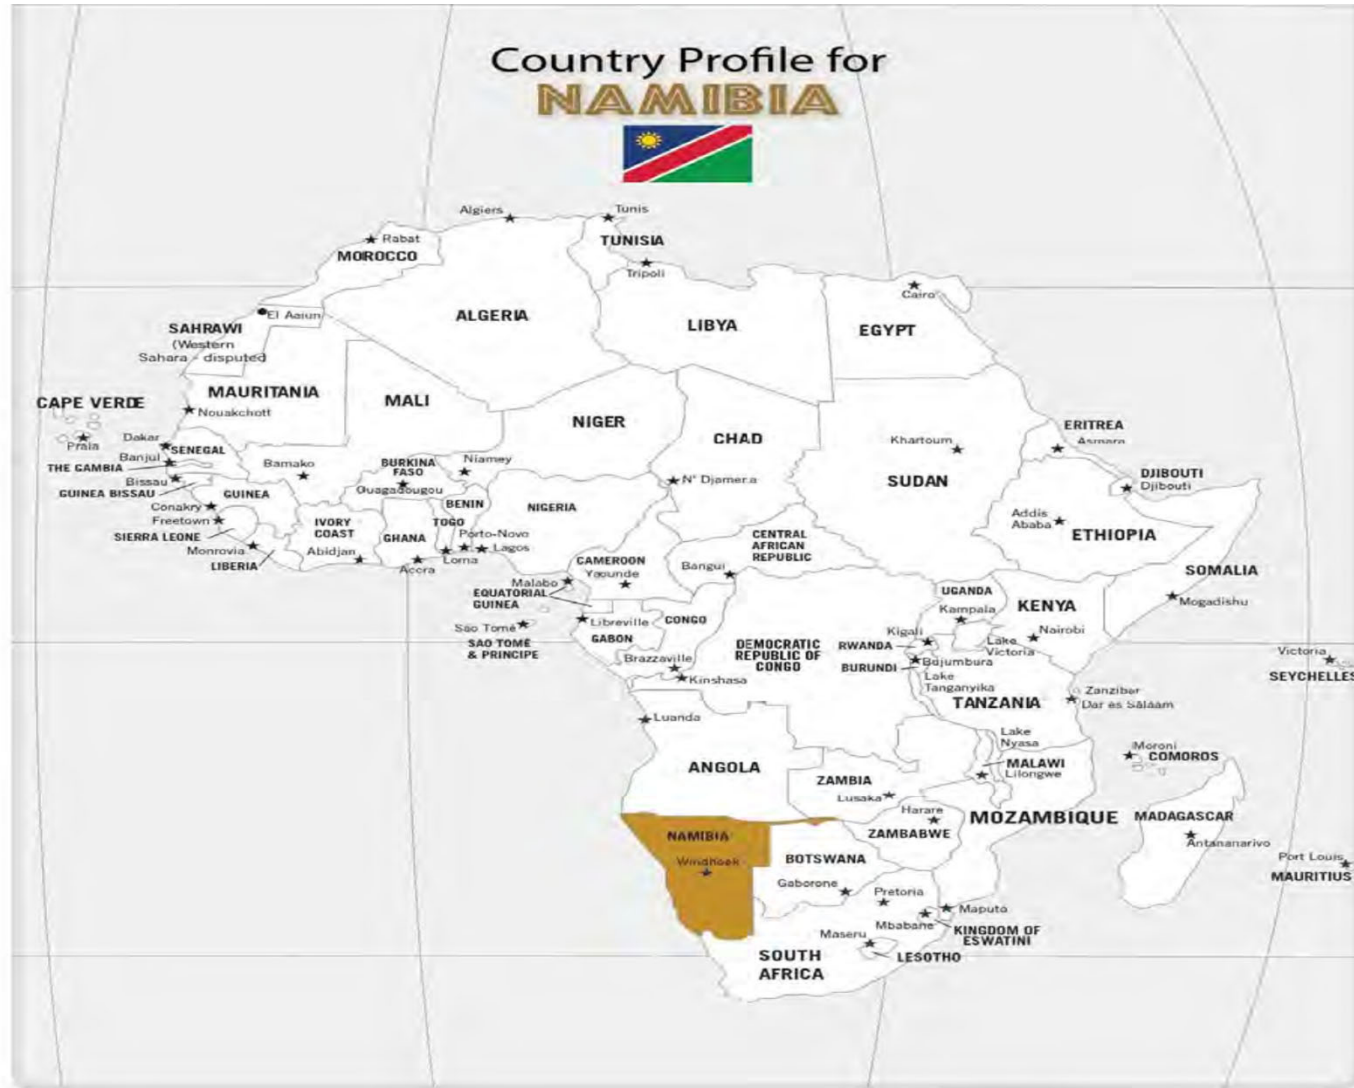 Country Profile for
NAMIBIA
Algiers
Tunis
Rabat
TUNISIA
MOROCCO
Tripoli
Cairo
El Aaiun
ALGERIA
LIBYA
EGYPT
SAHRAWI
(Western
Sahara - disputed
MAURITANIA
MALI
CAPE VERDE
Nouakchott
NIGER
CHAD
ERITREA
Praia
Dakar
SENEGAL
Khartoum
Asmara
Banjul
THE GAMBIA
Bamako
BURKINA
FASO
Niamey
SUDAN
DJIBOUTI
Djibouti
Bissau
GUINEA BISSAU
GUINEA
Ouagadougou
N' Djamer.a
BENIN
NIGERIA
Conakry
Freetown
SIERRA LEONE
IVORY
COAST
GHANA
TOGO
Porto-Novo
Lagos
Addis
Ababa
ETHIOPIA
CENTRAL
AFRICAN
REPUBLIC
Monrovia
LIBERIA
Abidjan
Accra
Loma
CAMEROON
Yaounde
Bangui
SOMALIA
Malabo
EQUATORIAL
GUINEA
UGANDA
Kampala
KENYA
Mogadishu
Sao Tomé
SAO TOMÉ
& PRINCIPE
Libreville
GABON
CONGO
DEMOCRATIC
REPUBLIC OF
CONGO
Kigali
RWANDA
Lake
Victoria
Nairobi
Brazzaville
Kinshasa
BURUNDI
Bujumbura
Lake
Tanganyika
Victoria
SEYCHELLES
TANZANIA
Zanzibar
Dar es Salaam
Luanda
Lake
Nyasa
ANGOLA
ZAMBIA
Lusaka
MALAWI
Lilongwe
Moroni
COMOROS
Harare
ZIMBABWE
MOZAMBIQUE
MADAGASCAR
Antananarivo
NAMIBIA
Windhoek
BOTSWANA
Gaborone
Pretoria
Port Louis
MAURITIUS
Maputo
Mbabane
KINGDOM OF
ESWATINI
Maseru
LESOTHO
SOUTH
AFRICA